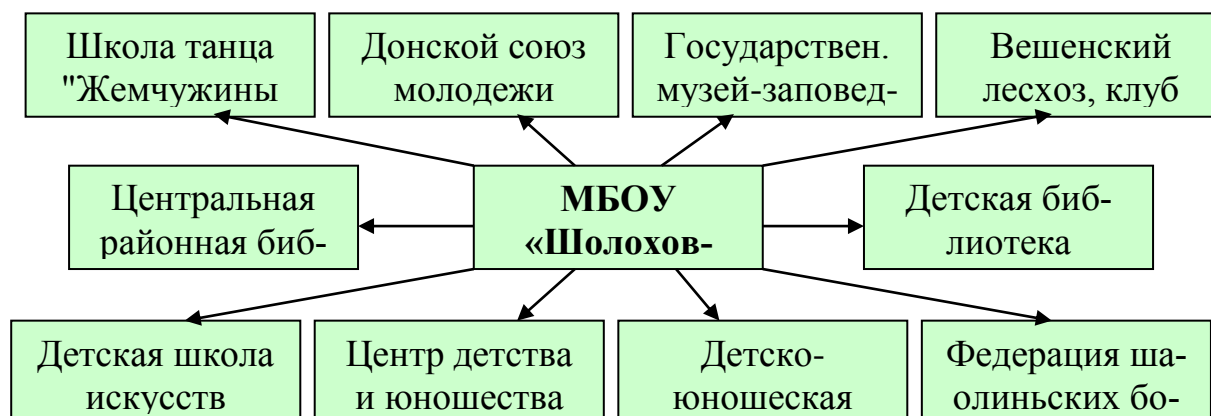 Школа танца
"Жемчужины
Донской союз
молодежи
Государствен.
музей-заповед-
Вешенский
лесхоз, клуб
Центральная
районная биб-
МБОУ
«Шолохов-
Детская биб-
лиотека
Детская школа
искусств
Центр детства
и юношества
Детско-
юношеская
Федерация ша-
олиньских бо-